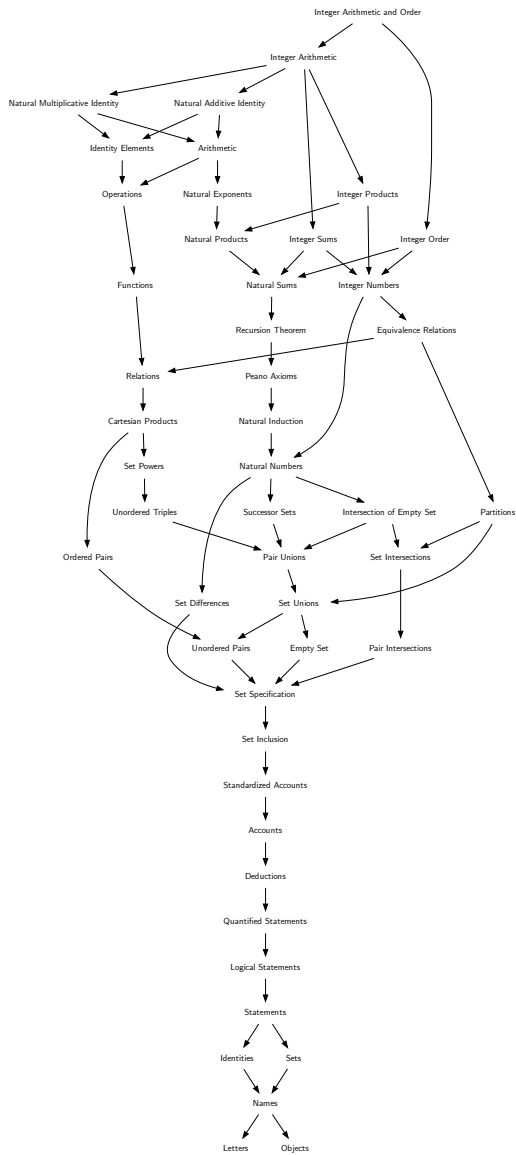 Integer Arithmetic and Order
Integer Arithmetic
Natural Multiplicative Identity
Natural Additive Identity
Identity Elements
Arithmetic
Operations
Natural Exponents
Integer Products
Natural Products
Integer Sums
Integer Order
Functions
Natural Sums
Integer Numbers
Recursion Theorem
Equivalence Relations
Relations
Peano Axioms
Cartesian Products
Natural Induction
Set Powers
Natural Numbers
Unordered Triples
Successor Sets
Intersection of Empty Set
Partitions
Ordered Pairs
Pair Unions
Set Intersections
Set Differences
Set Unions
Unordered Pairs
Empty Set
Pair Intersections
Set Specification
Set Inclusion
Standardized Accounts
Accounts
Deductions
Quantified Statements
Logical Statements
Statements
Identities
Sets
Names
Letters
Objects